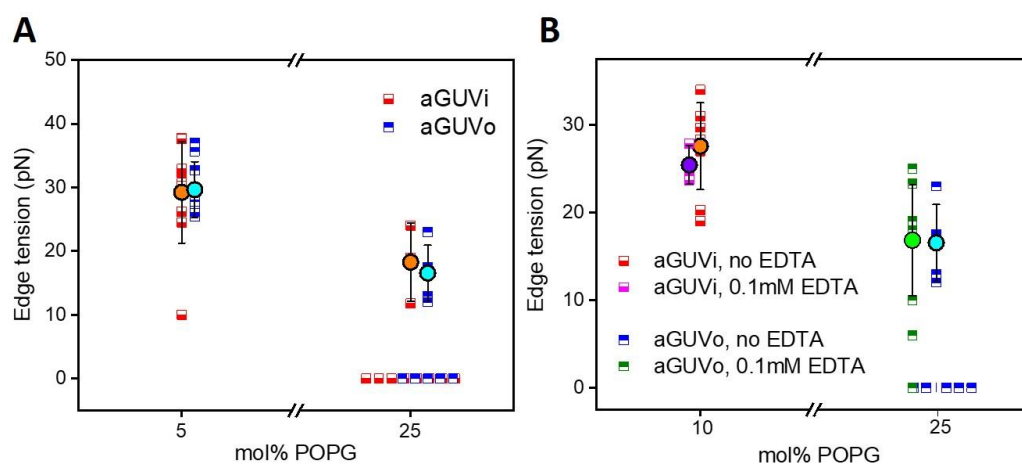 A
50
40
30
20
10
0
Edge tension (pN)
aGUVi
aGUVo
5
25
mol% POPG
B
30
20
10
0
Edge tension (pN)
aGUVi, no EDTA
aGUVi, 0.1mM EDTA
aGUVo, no EDTA
aGUVo, 0.1mM EDTA
10
25
mol% POPG